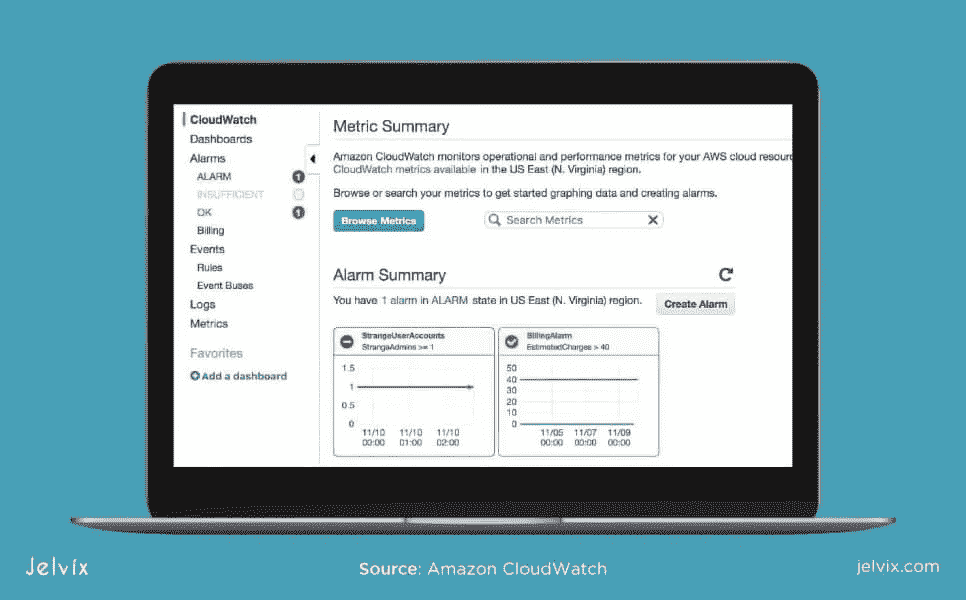 CloudWatch
Dashboards
Alarms
ALARM 1
INSUFFICIENT
OK 1
Billing
Events
Rules
Event Buses
Logs
Metrics
Favorites
Add a dashboard
Metric Summary
Amazon CloudWatch monitors operational and performance metrics for your AWS cloud resourc
CloudWatch metrics available in the US East (N. Virginia) region.
Browse or search your metrics to get started graphing data and creating alarms.
Browse Metrics
Search Metrics
Alarm Summary
You have 1 alarm in ALARM state in US East (N. Virginia) region.
Create Alarm
StrangeUserAccounts
StrangeAdmins >= 1
1.5
1
0.5
0
11/10 11/10 11/10
00:00 01:00 02:00
BillingAlarm
EstimatedCharges > 40
50
40
30
20
10
0
11/05 11/07 11/09
00:00 00:00 00:00
Jelvix
Source: Amazon CloudWatch
jelvix.com